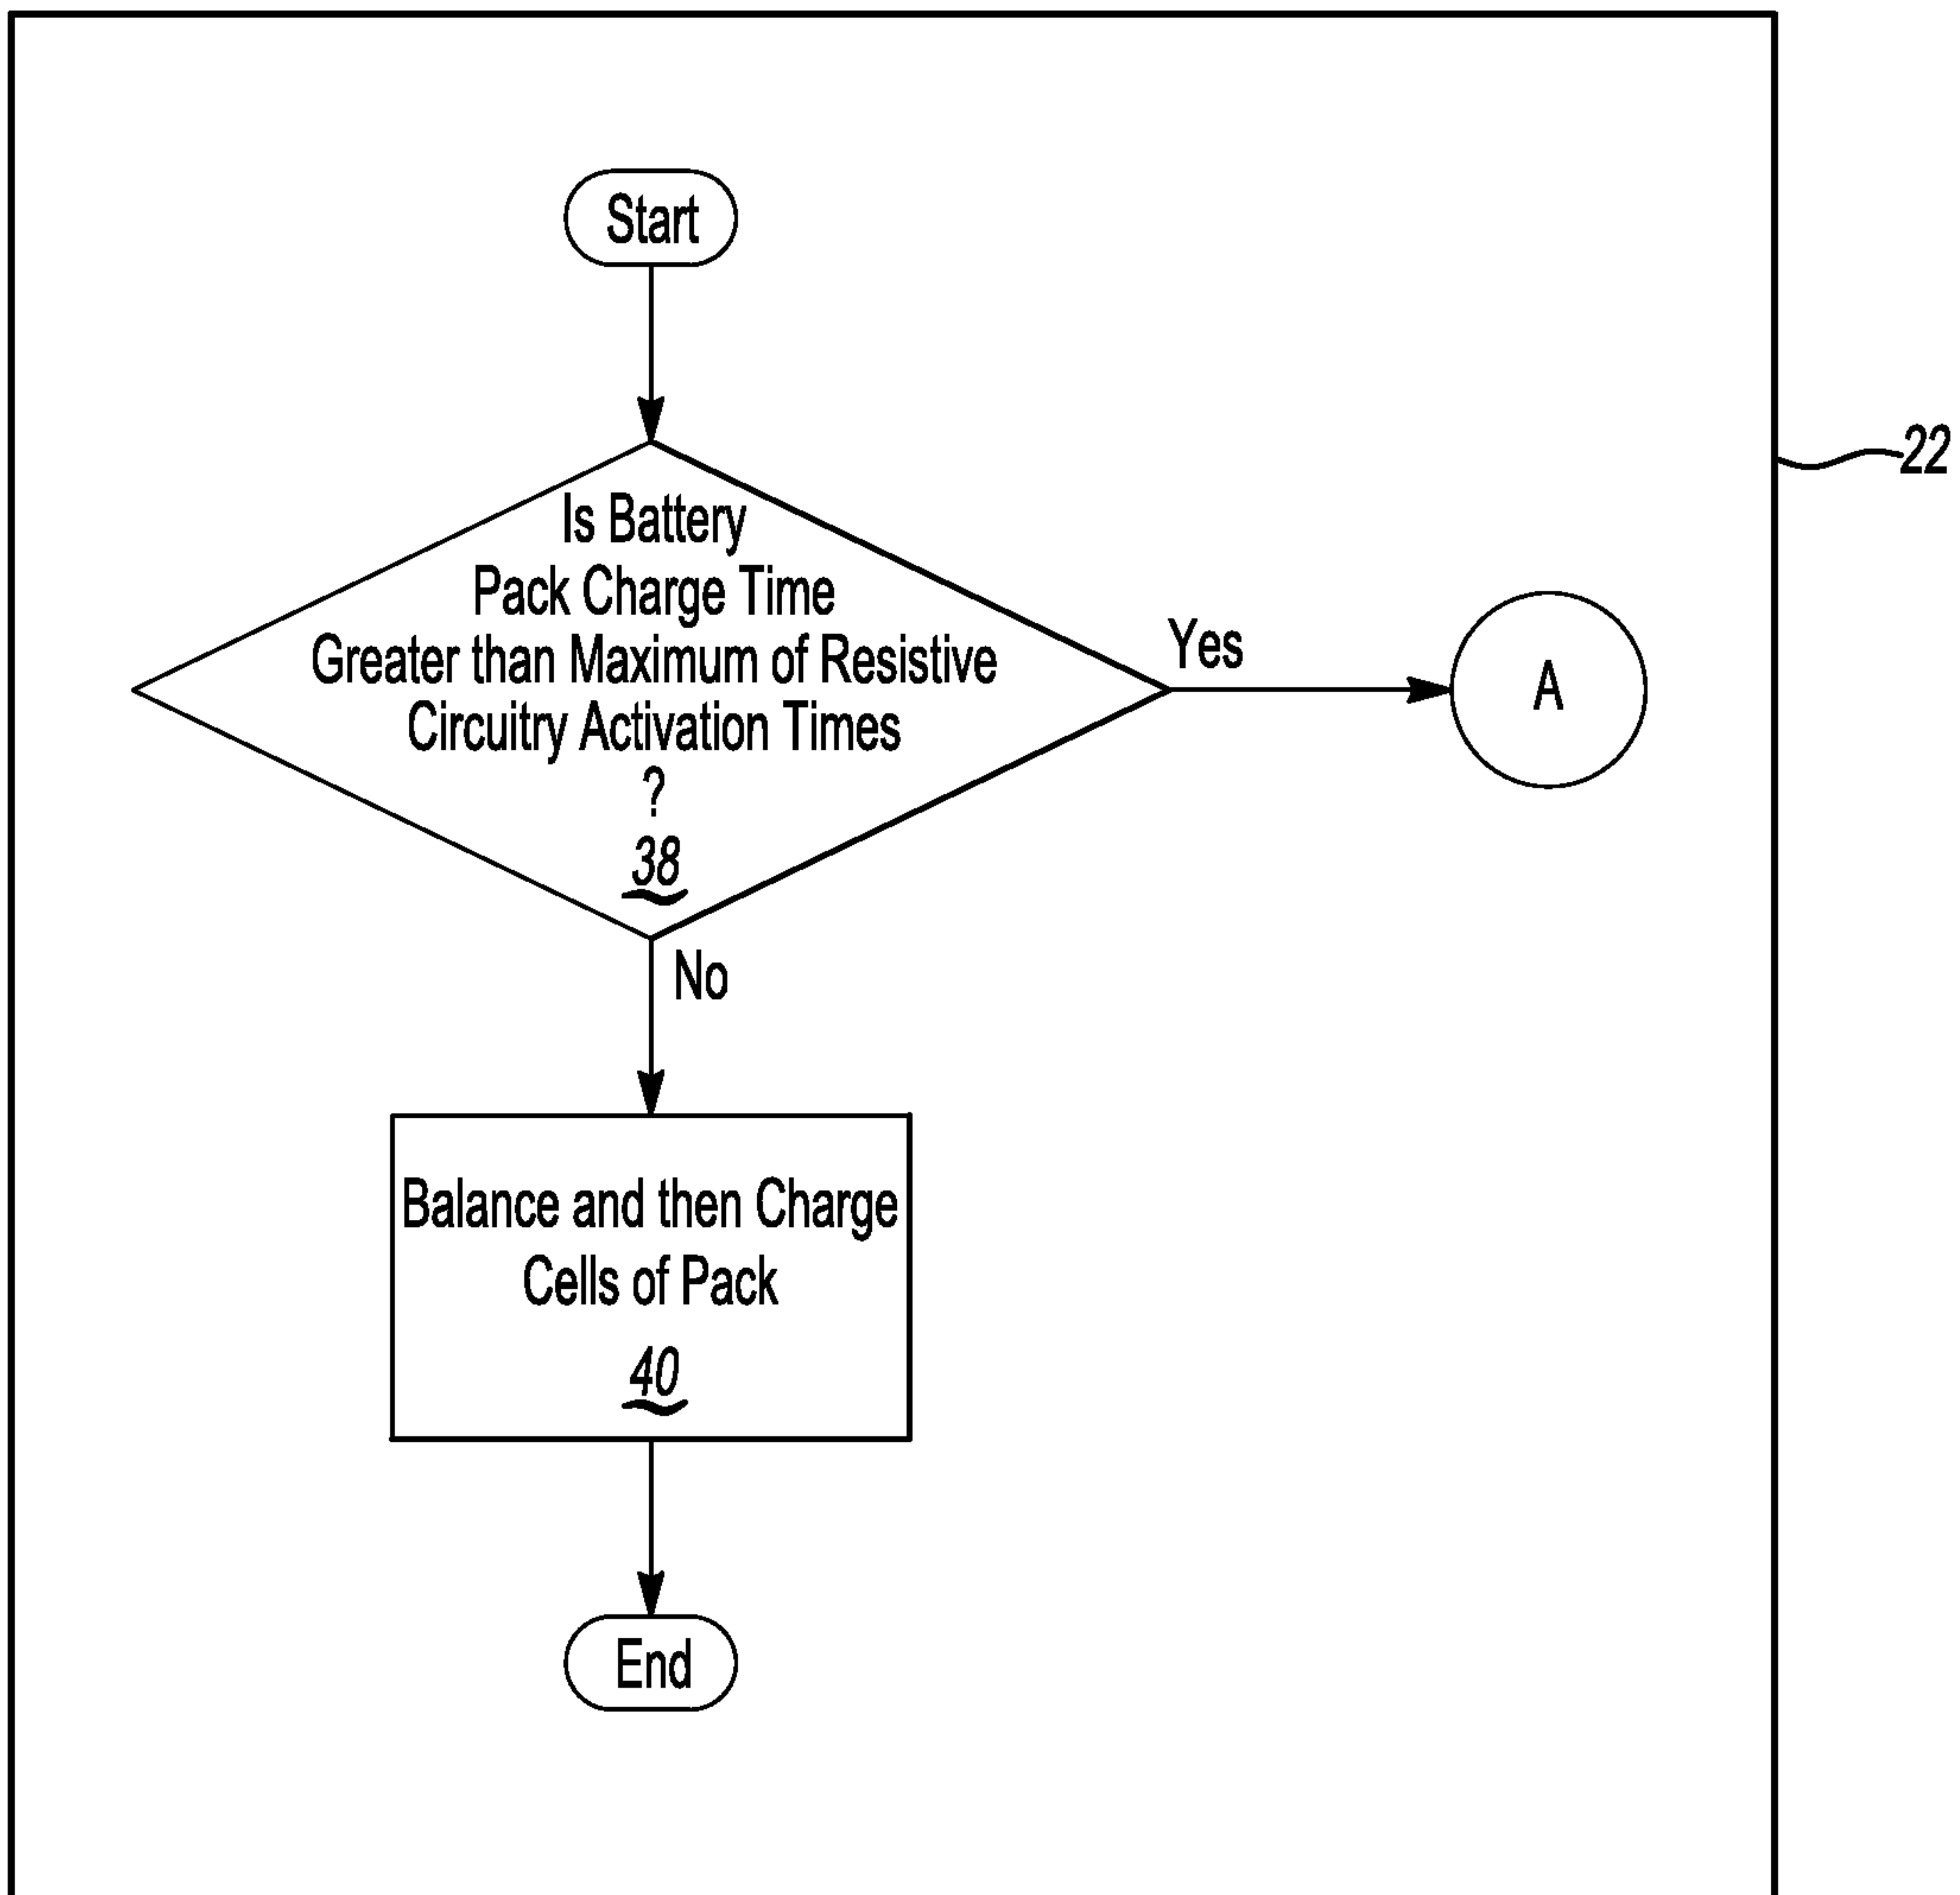 Start
22
Is Battery
Pack Charge Time
Greater than Maximum of Resistive
Circuitry Activation Times
?
38
Yes
A
No
Balance and then Charge
Cells of Pack
40
End